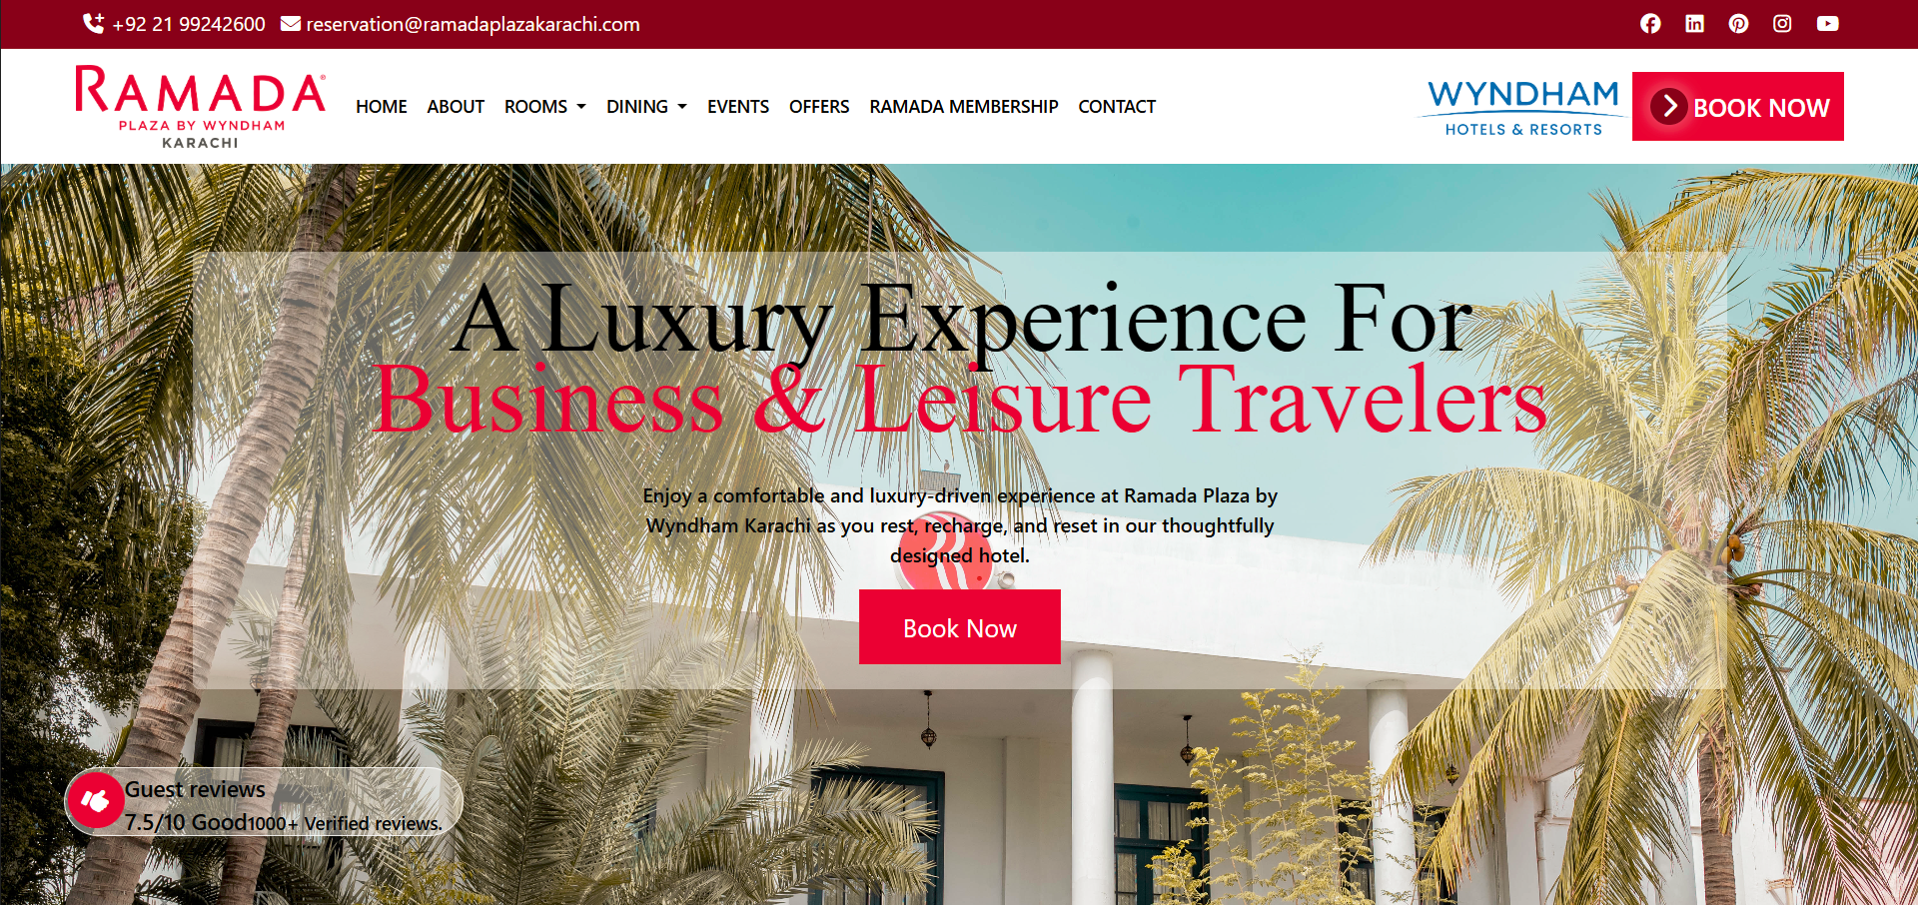 +92 21 99242600 reservation@ramadaplazakarachi.com
RAMADA®
PLAZA BY WYNDHAM
KARACHI
HOME ABOUT ROOMS DINING EVENTS OFFERS RAMADA MEMBERSHIP CONTACT
WYNDHAM
HOTELS & RESORTS
BOOK NOW
A Luxury Experience For
Business & Leisure Travelers
Enjoy a comfortable and luxury-driven experience at Ramada Plaza by
Wyndham Karachi as you rest, recharge, and reset in our thoughtfully
designed hotel.
Book Now
Guest reviews
7.5/10 Good1000+ Verified reviews.